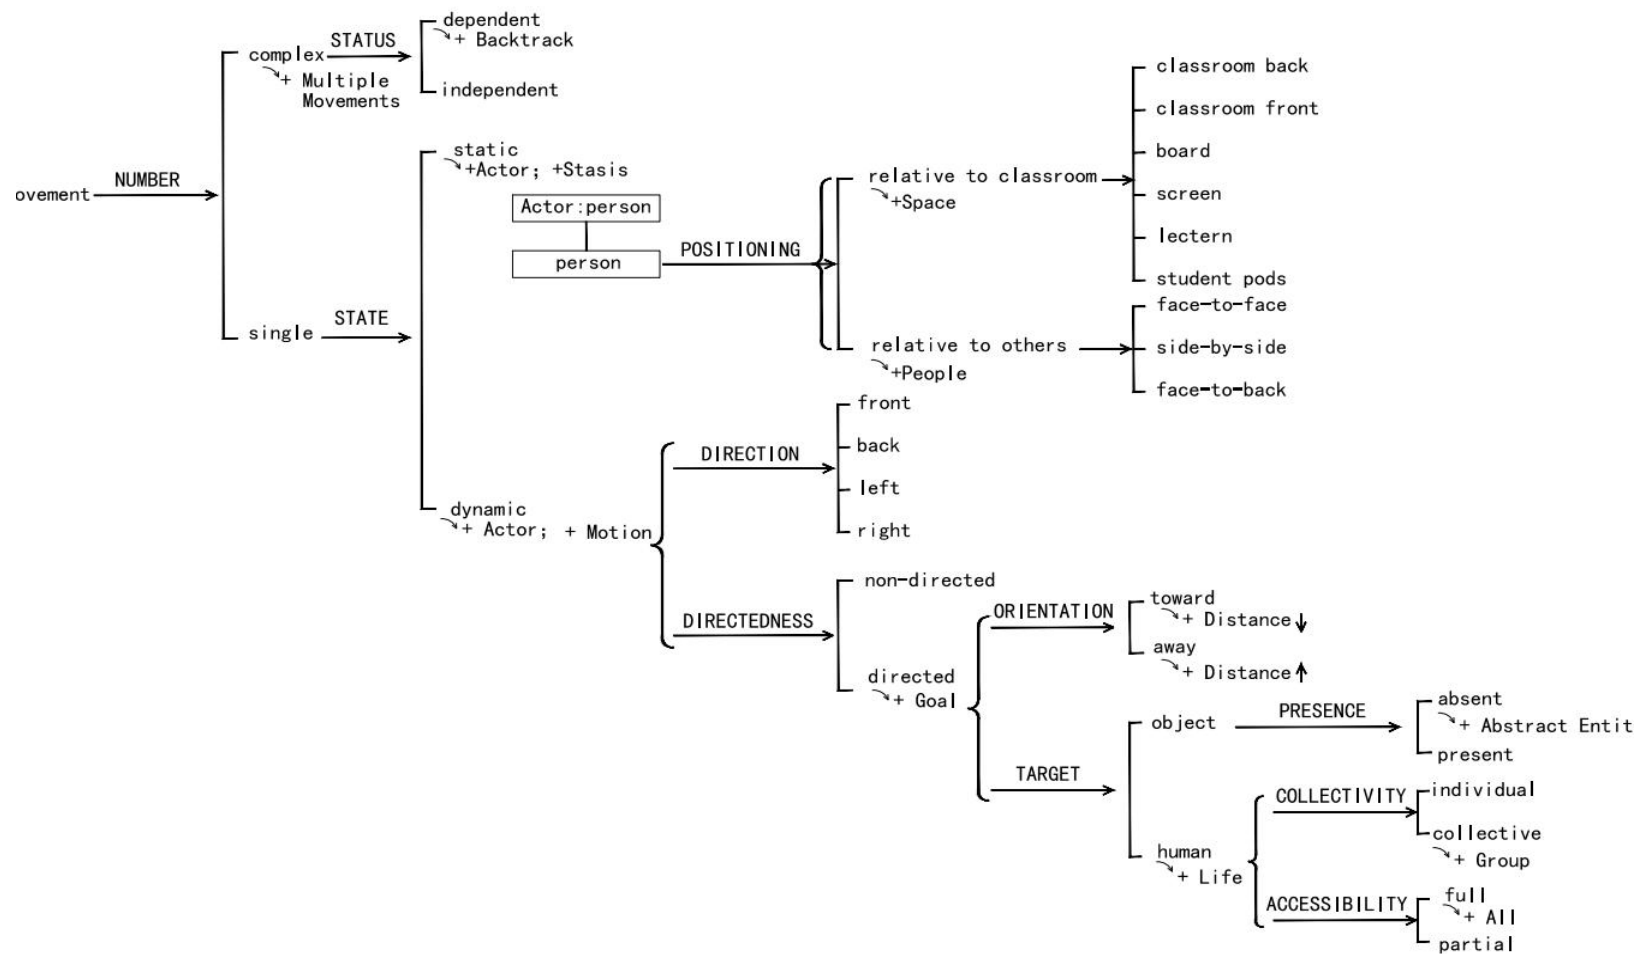 dependent
+ Backtrack
STATUS
complex
+ Multiple
Movements
independent
classroom back
classroom front
board
screen
lectern
student pods
static
+Actor; +Stasis
NUMBER
ovement
Actor:person
person
POSITIONING
relative to classroom
+Space
relative to others
+People
face-to-face
side-by-side
face-to-back
single
STATE
front
back
left
right
DIRECTION
dynamic
+ Actor; + Motion
DIRECTEDNESS
non-directed
directed
+ Goal
ORIENTATION
toward
+ Distance↓
away
+ Distance↑
TARGET
object
PRESENCE
absent
+ Abstract Entit
present
human
+ Life
COLLECTIVITY
individual
collective
+ Group
ACCESSIBILITY
full
+ All
partial